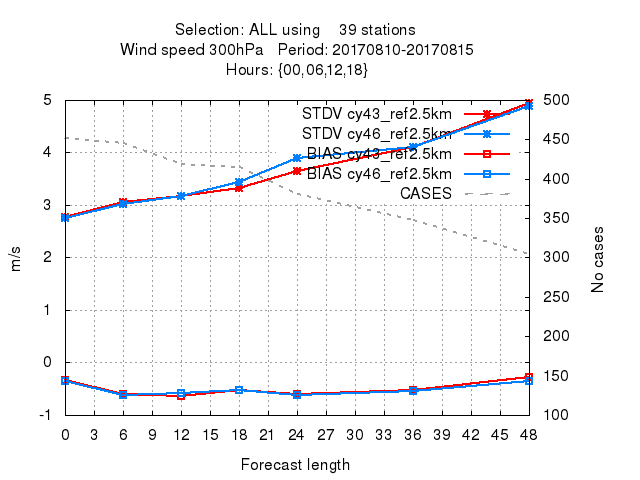 Selection: ALL using 39 stations
Wind speed 300hPa Period: 20170810-20170815
Hours: {00,06,12,18}
5
4
3
2
1
0
-1
m/s
STDV cy43_ref2.5km
STDV cy46_ref2.5km
BIAS cy43_ref2.5km
BIAS cy46_ref2.5km
CASES
500
450
400
350
300
250
200
150
100
No cases
0 3 6 9 12 15 18 21 24 27 30 33 36 39 42 45 48
Forecast length